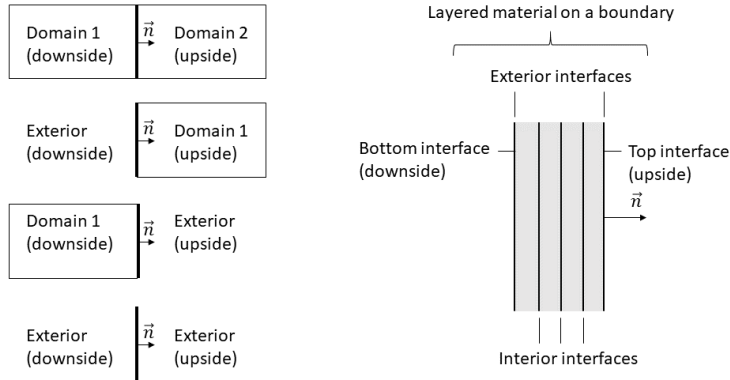 Domain 1
(downside)
n⃗
Domain 2
(upside)
Exterior
(downside)
n⃗
Domain 1
(upside)
Domain 1
(downside)
n⃗
Exterior
(upside)
Exterior
(downside)
n⃗
Exterior
(upside)
Layered material on a boundary
Exterior interfaces
Bottom interface
(downside)
Top interface
(upside)
n⃗
Interior interfaces